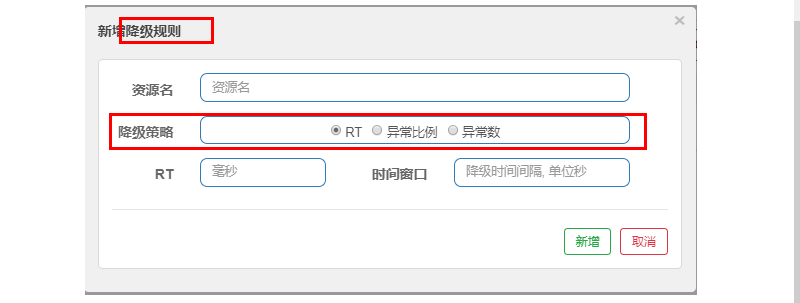 新增降级规则 ×
资源名 资源名
降级策略 RT 异常比例 异常数
RT 毫秒 时间窗口 降级时间间隔, 单位秒
新增 取消